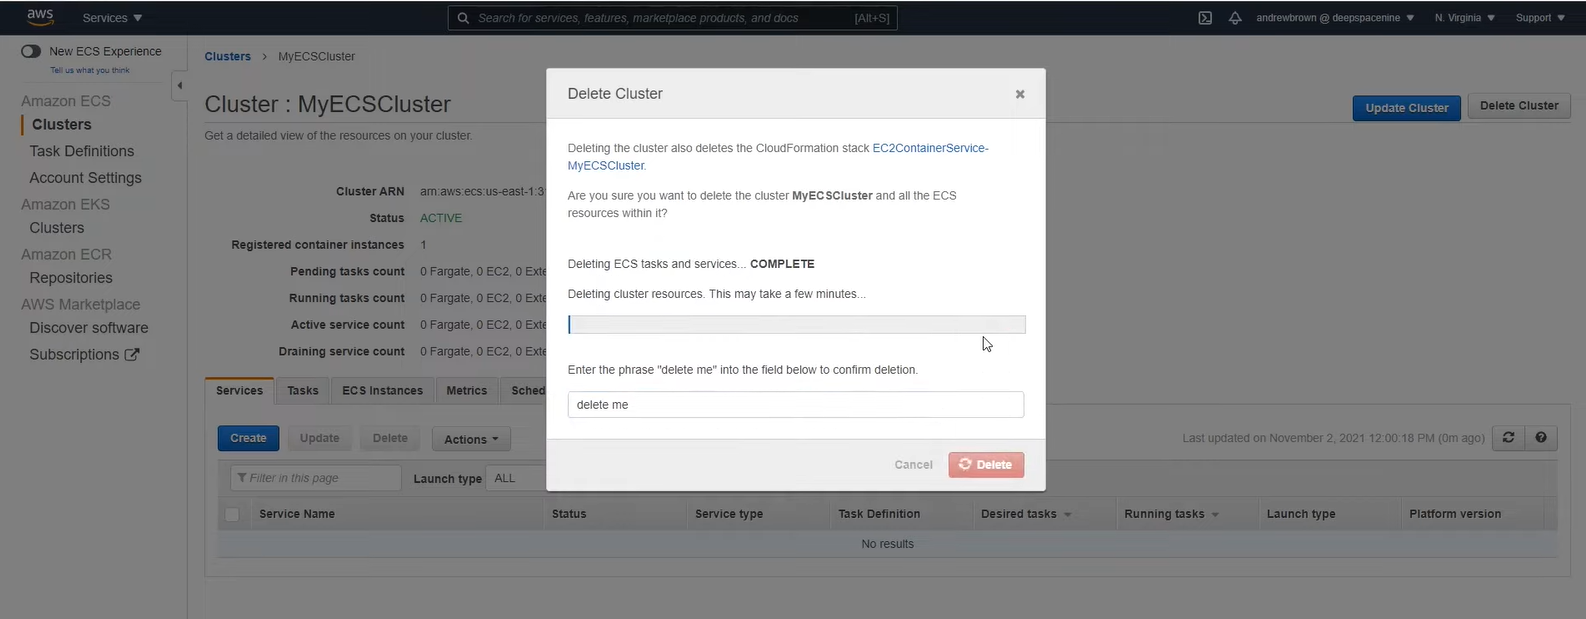 aws
Services
Search for services, features, marketplace products, and docs
[Alt+S]
andrewbrown @ deepspacenine
N. Virginia
Support
New ECS Experience
Tell us what you think
Amazon ECS
Clusters
Task Definitions
Account Settings
Amazon EKS
Clusters
Amazon ECR
Repositories
AWS Marketplace
Discover software
Subscriptions
Clusters > MyECSCluster
Cluster : MyECSCluster
Get a detailed view of the resources on your cluster.
Update Cluster
Delete Cluster
Cluster ARN arn:aws:ecs:us-east-1:3
Status ACTIVE
Registered container instances 1
Pending tasks count 0 Fargate, 0 EC2, 0 Exte
Running tasks count 0 Fargate, 0 EC2, 0 Exte
Active service count 0 Fargate, 0 EC2, 0 Exte
Draining service count 0 Fargate, 0 EC2, 0 Exte
Services Tasks ECS Instances Metrics Sched
Create Update Delete Actions
Last updated on November 2, 2021 12:00:18 PM (0m ago)
Filter in this page
Launch type ALL
Service Name Status Service type Task Definition Desired tasks Running tasks Launch type Platform version
No results
Delete Cluster
Deleting the cluster also deletes the CloudFormation stack EC2ContainerService-
MyECSCluster.
Are you sure you want to delete the cluster MyECSCluster and all the ECS
resources within it?
Deleting ECS tasks and services... COMPLETE
Deleting cluster resources. This may take a few minutes...
Enter the phrase "delete me" into the field below to confirm deletion.
delete me
Cancel
Delete